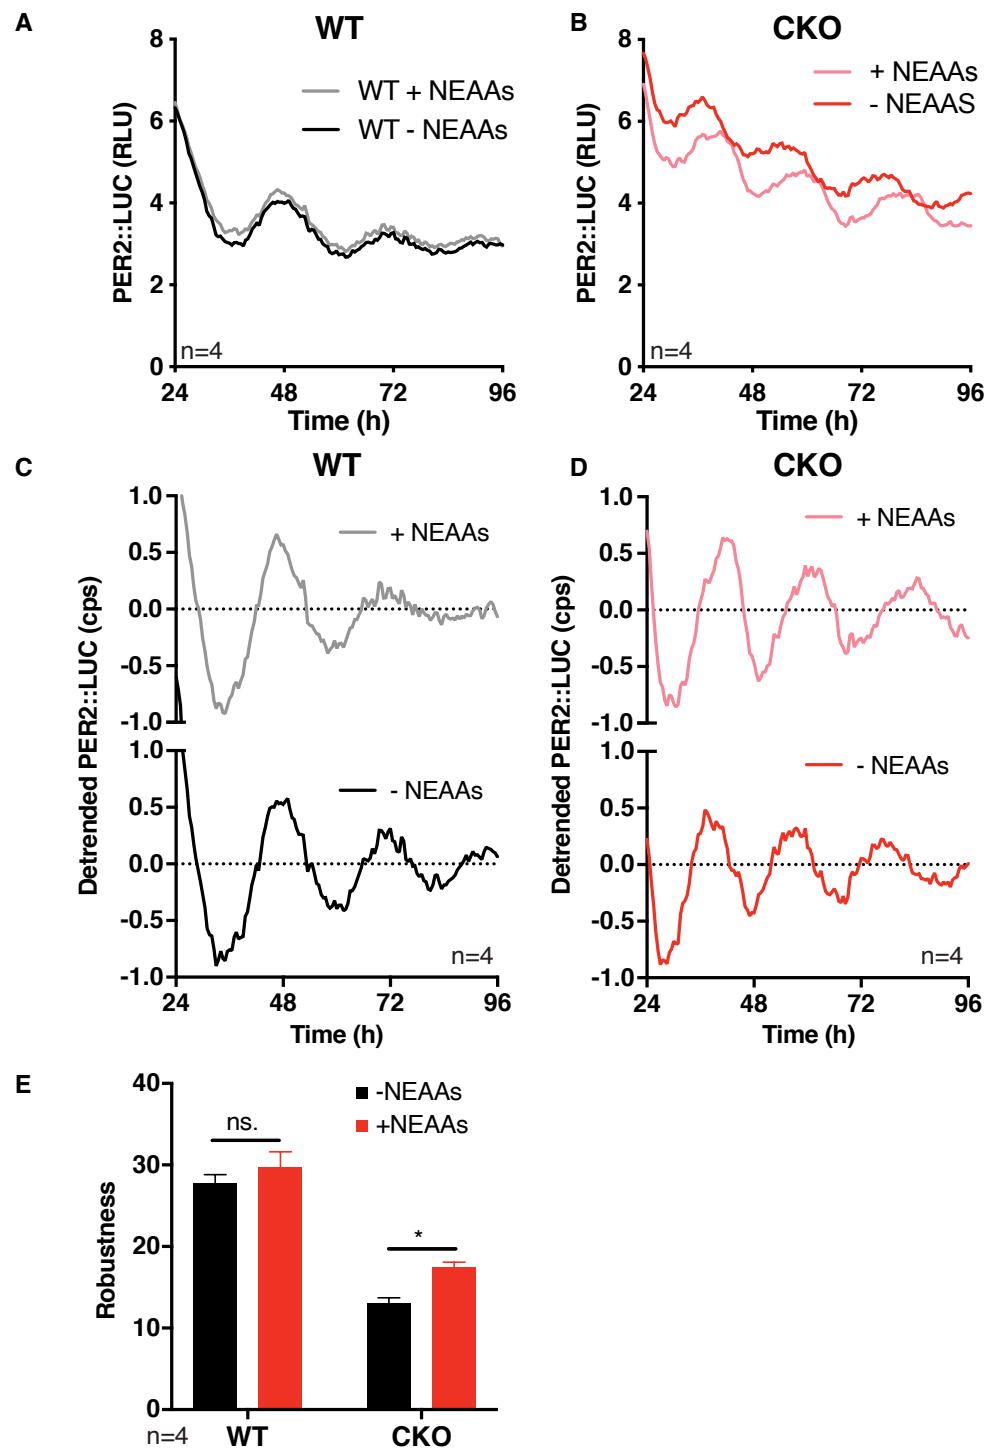 A
WT
8
6
4
2
0
PER2::LUC (RLU)
WT + NEAAs
WT - NEAAs
n=4
24 48 72 96
Time (h)
B
CKO
8
6
4
2
0
PER2::LUC (RLU)
+ NEAAs
- NEAAS
n=4
24 48 72 96
Time (h)
C
WT
Detrended PER2::LUC (cps)
1.0
0.5
0.0
-0.5
-1.0
+ NEAAs
1.0
0.5
0.0
-0.5
-1.0
- NEAAs
n=4
24 48 72 96
Time (h)
D
CKO
Detrended PER2::LUC (cps)
1.0
0.5
0.0
-0.5
-1.0
+ NEAAs
1.0
0.5
0.0
-0.5
-1.0
- NEAAs
n=4
24 48 72 96
Time (h)
E
Robustness
40
30
20
10
0
-NEAAs
+NEAAs
ns.
*
n=4 WT CKO